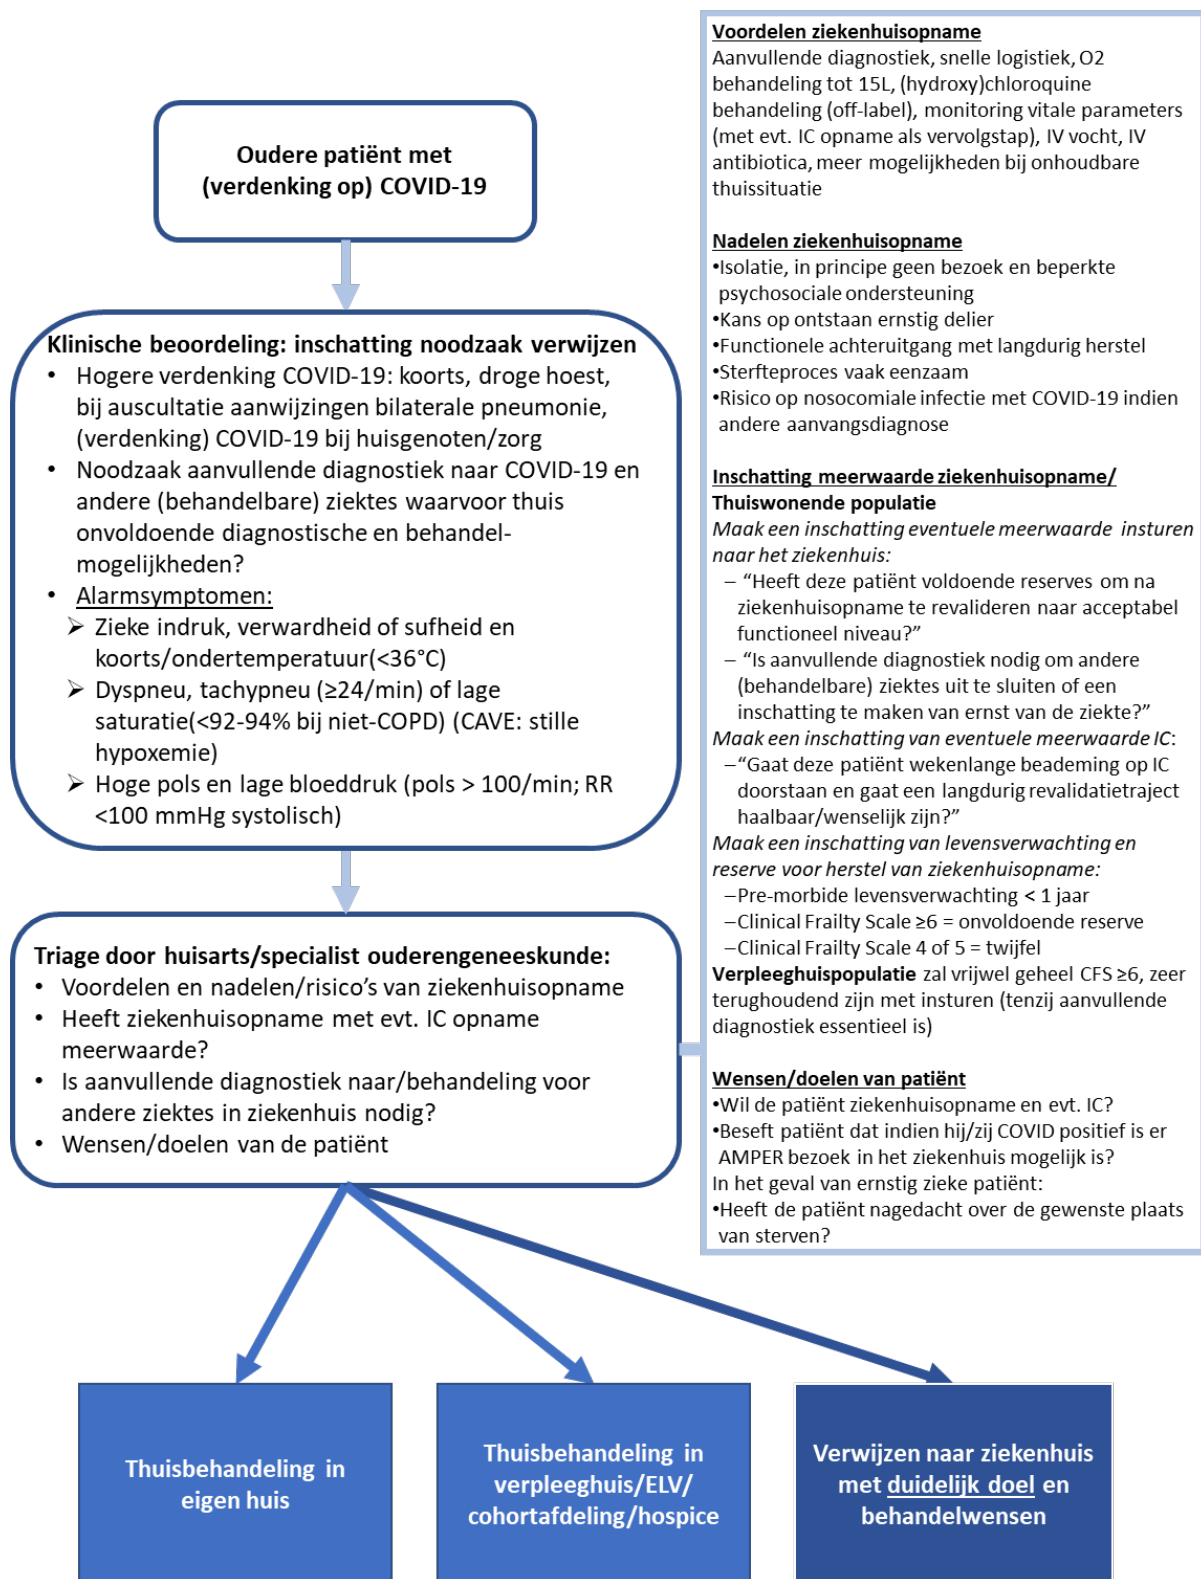 Oudere patiënt met
(verdenking op) COVID-19
Klinische beoordeling: inschatting noodzaak verwijzen
• Hogere verdenking COVID-19: koorts, droge hoest,
bij auscultatie aanwijzingen bilaterale pneumonie,
(verdenking) COVID-19 bij huisgenoten/zorg
• Noodzaak aanvullende diagnostiek naar COVID-19 en
andere (behandelbare) ziektes waarvoor thuis
onvoldoende diagnostische en behandel-
mogelijkheden?
• Alarmsymptomen:
➢ Zieke indruk, verwardheid of sufheid en
koorts/ondertemperatuur(<36°C)
➢ Dyspneu, tachypneu (≥24/min) of lage
saturatie(<92-94% bij niet-COPD) (CAVE: stille
hypoxemie)
➢ Hoge pols en lage bloeddruk (pols > 100/min; RR
<100 mmHg systolisch)
Triage door huisarts/specialist ouderengeneeskunde:
• Voordelen en nadelen/risico's van ziekenhuisopname
• Heeft ziekenhuisopname met evt. IC opname
meerwaarde?
• Is aanvullende diagnostiek naar/behandeling voor
andere ziektes in ziekenhuis nodig?
• Wensen/doelen van de patiënt
Voordelen ziekenhuisopname
Aanvullende diagnostiek, snelle logistiek, O2
behandeling tot 15L, (hydroxy)chloroquine
behandeling (off-label), monitoring vitale parameters
(met evt. IC opname als vervolgstap), IV vocht, IV
antibiotica, meer mogelijkheden bij onhoudbare
thuissituatie
Nadelen ziekenhuisopname
•Isolatie, in principe geen bezoek en beperkte
psychosociale ondersteuning
•Kans op ontstaan ernstig delier
•Functionele achteruitgang met langdurig herstel
•Sterfteproces vaak eenzaam
•Risico op nosocomiale infectie met COVID-19 indien
andere aanvangsdiagnose
Inschatting meerwaarde ziekenhuisopname/
Thuiswonende populatie
Maak een inschatting eventuele meerwaarde insturen
naar het ziekenhuis:
– “Heeft deze patiënt voldoende reserves om na
ziekenhuisopname te revalideren naar acceptabel
functioneel niveau?”
– “Is aanvullende diagnostiek nodig om andere
(behandelbare) ziektes uit te sluiten of een
inschatting te maken van ernst van de ziekte?”
Maak een inschatting van eventuele meerwaarde IC:
–“Gaat deze patiënt wekenlange beademing op IC
doorstaan en gaat een langdurig revalidatietraject
haalbaar/wenselijk zijn?”
Maak een inschatting van levensverwachting en
reserve voor herstel van ziekenhuisopname:
–Pre-morbide levensverwachting < 1 jaar
–Clinical Frailty Scale ≥6 = onvoldoende reserve
–Clinical Frailty Scale 4 of 5 = twijfel
Verpleeghuispopulatie zal vrijwel geheel CFS ≥6, zeer
terughoudend zijn met insturen (tenzij aanvullende
diagnostiek essentieel is)
Wensen/doelen van patiënt
•Wil de patiënt ziekenhuisopname en evt. IC?
•Beseft patiënt dat indien hij/zij COVID positief is er
AMPER bezoek in het ziekenhuis mogelijk is?
In het geval van ernstig zieke patiënt:
•Heeft de patiënt nagedacht over de gewenste plaats
van sterven?
Thuisbehandeling in
eigen huis
Thuisbehandeling in
verpleeghuis/ELV/
cohortafdeling/hospice
Verwijzen naar ziekenhuis
met duidelijk doel en
behandelwensen